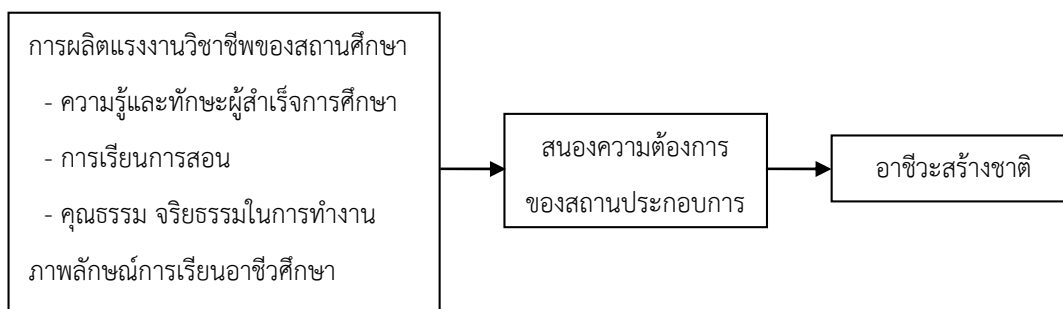 การผลิตแรงงานวิชาชีพของสถานศึกษา
- ความรู้และทักษะผู้สำเร็จการศึกษา
- การเรียนการสอน
- คุณธรรม จริยธรรมในการทำงาน
ภาพลักษณ์การเรียนอาชีวศึกษา
สนองความต้องการ
ของสถานประกอบการ
อาชีวะสร้างชาติ